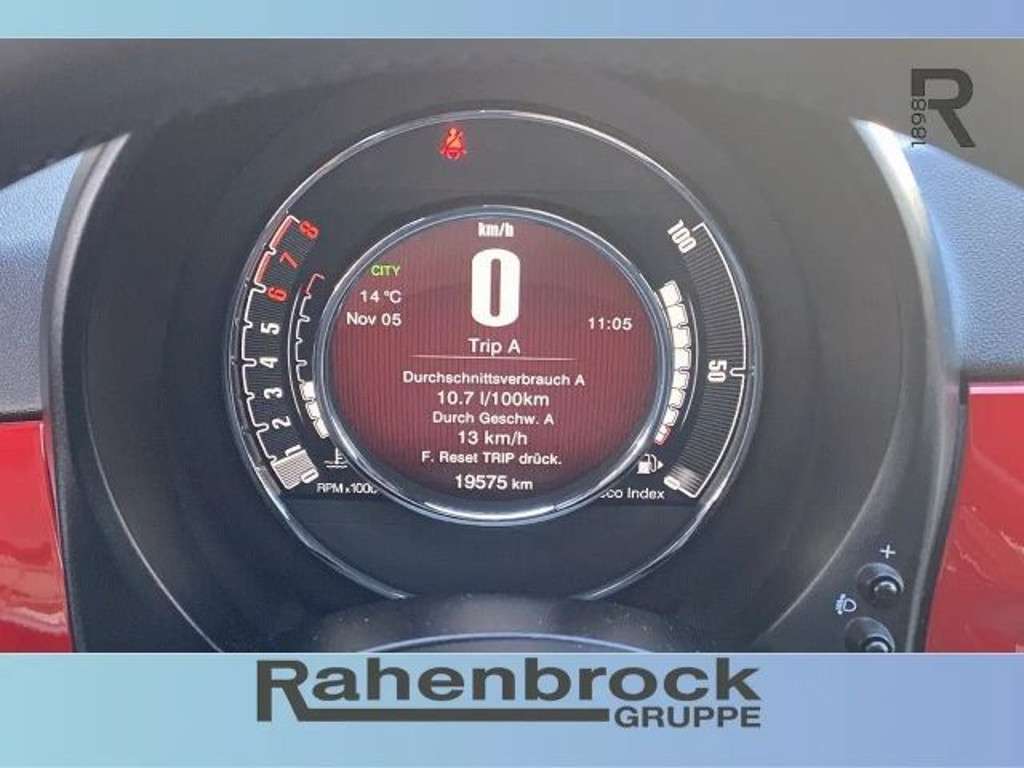 1898
R
km/h
0
CITY
14 °C
Nov 05
11:05
Trip A
Durchschnittsverbrauch A
10.7 l/100km
Durch Geschw. A
13 km/h
F. Reset TRIP drück.
19575 km
8
7
6
5
4
3
2
1
RPM x100
100
50
0
co Index
+
Rahenbrock
GRUPPE